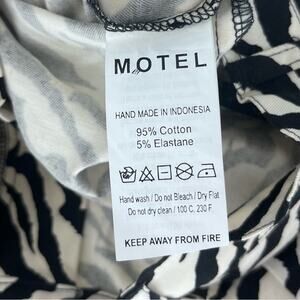 MOTEL
HAND MADE IN INDONESIA
95% Cotton
5% Elastane
Hand wash / Do not Bleach / Dry Flat
Do not dry clean / 100 C, 230 F
KEEP AWAY FROM FIRE